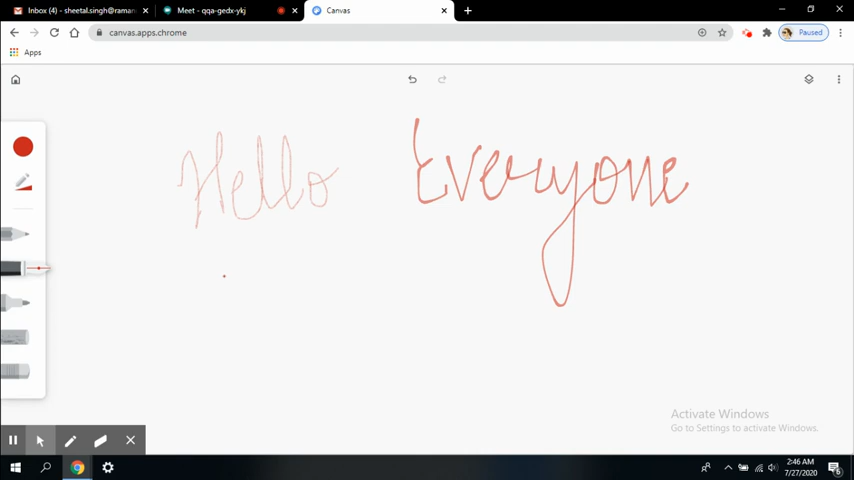 Inbox (4) - sheetal.singh@raman
Meet - qqa-gedx-ykj
Canvas
canvas.apps.chrome
Paused
Apps
Hello Everyone
Activate Windows
Go to Settings to activate Windows.
2:46 AM
7/27/2020